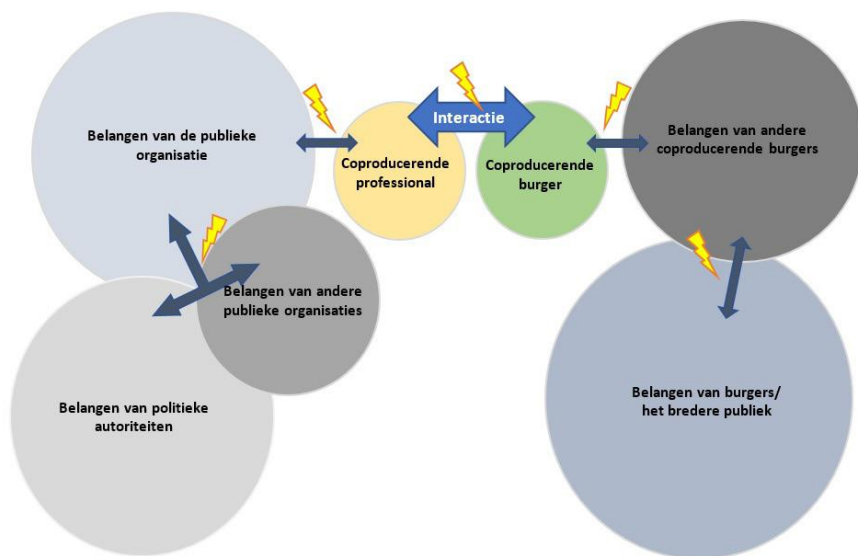 Belangen van de publieke
organisatie
Interactie
Coproducerende
professional
Coproducerende
burger
Belangen van andere
coproducerende burgers
Belangen van andere
publieke organisaties
Belangen van politieke
autoriteiten
Belangen van burgers/
het bredere publiek